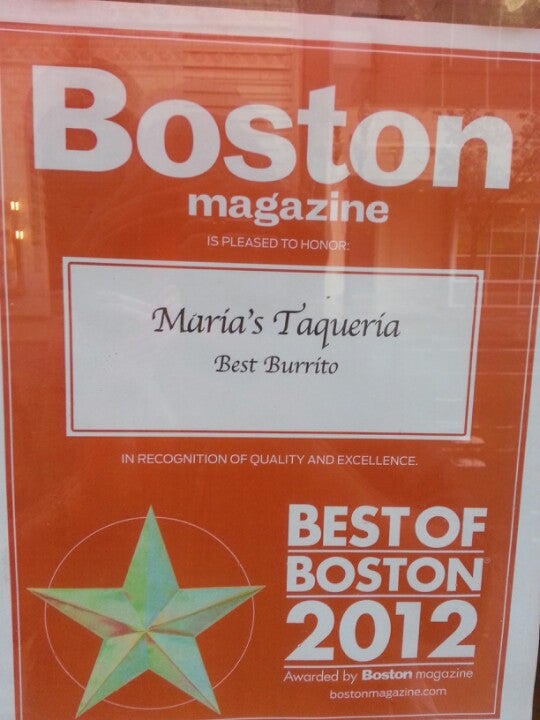 Boston
magazine
IS PLEASED TO HONOR:
Maria's Taqueria
Best Burrito
IN RECOGNITION OF QUALITY AND EXCELLENCE.
BEST OF
BOSTON®
2012
Awarded by Boston magazine
bostonmagazine.com